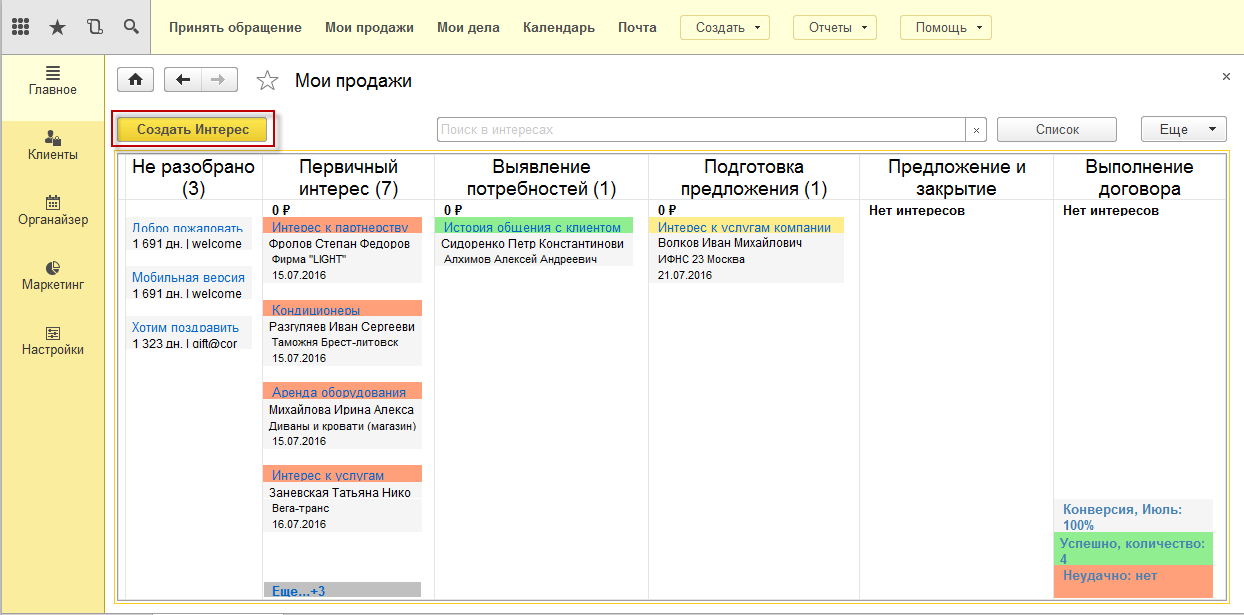 Принять обращение Мои продажи Мои дела Календарь Почта Создать Отчеты Помощь
Главное
Клиенты
Органайзер
Маркетинг
Настройки
Мои продажи
Создать Интерес
Поиск в интересах
×
Список
Еще
Не разобрано
(3)
Добро пожаловать
1 691 дн. | welcome
Мобильная версия
1 691 дн. | welcome
Хотим поздравить
1 323 дн. | gift@cor
Первичный
интерес (7)
0 ₽
Интерес к партнерству
Фролов Степан Федоров
Фирма "LIGHT"
15.07.2016
Кондиционеры
Разгуляев Иван Сергееви
Таможня Брест-литовск
15.07.2016
Аренда оборудования
Михайлова Ирина Алекса
Диваны и кровати (магазин)
15.07.2016
Интерес к услугам
Заневская Татьяна Нико
Вега-транс
16.07.2016
Еще...+3
Выявление
потребностей (1)
0 ₽
История общения с клиентом
Сидоренко Петр Константинови
Алхимов Алексей Андреевич
Подготовка
предложения (1)
0 ₽
Интерес к услугам компании
Волков Иван Михайлович
ИФНС 23 Москва
21.07.2016
Предложение и
закрытие
Нет интересов
Выполнение
договора
Нет интересов
Конверсия, Июль:
100%
Успешно, количество:
4
Неудачно: нет